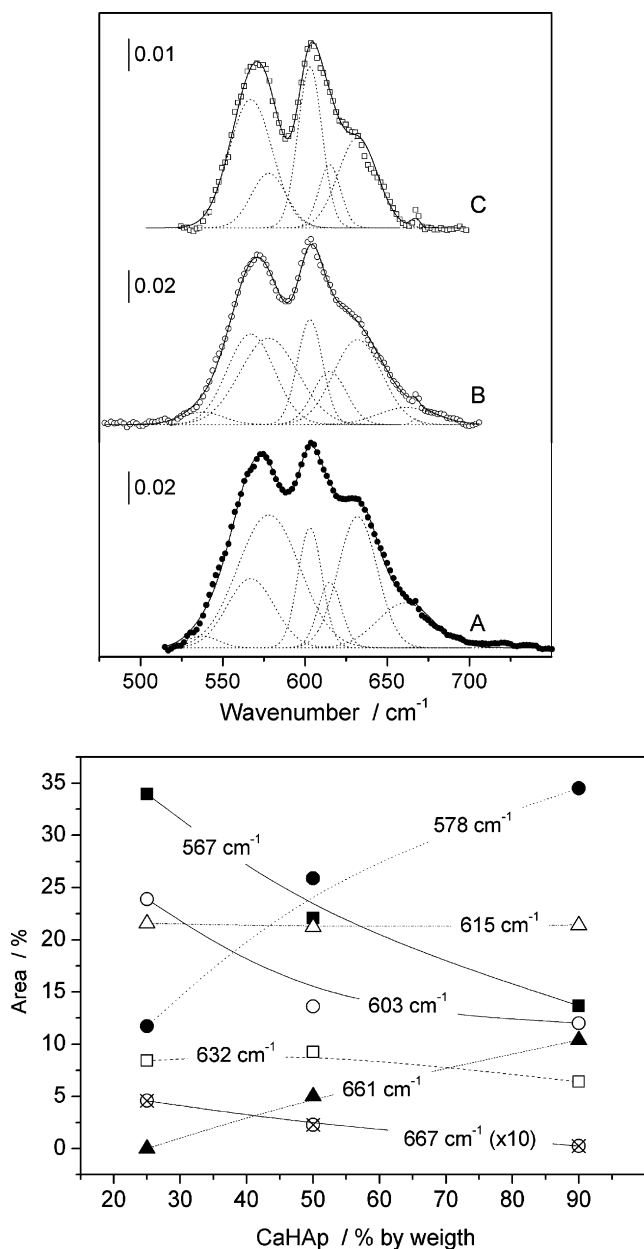 0.01
C
0.02
B
0.02
A
500 550 600 650 700
Wavenumber / cm⁻¹
35
30
25
20
15
10
5
0
Area / %
578 cm⁻¹
567 cm⁻¹
615 cm⁻¹
603 cm⁻¹
632 cm⁻¹
661 cm⁻¹
667 cm⁻¹ (x10)
20 30 40 50 60 70 80 90
CaHAp / % by weigth